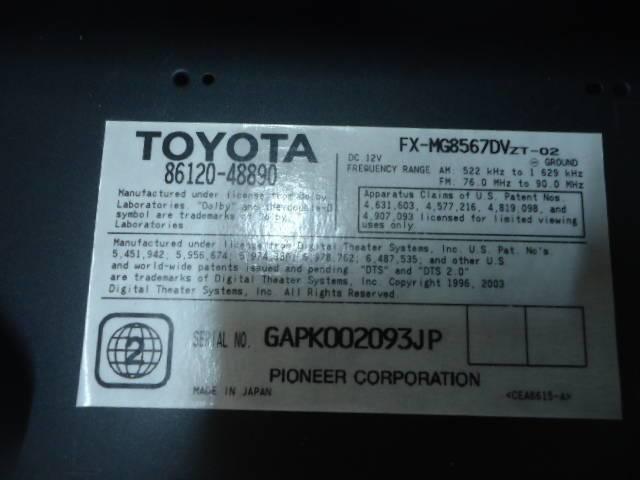 TOYOTA
86120-48890
FX-MG8567DVZT-02
DC 12V
⊖ GROUND
FREQUENCY RANGE AM: 522 kHz to 1 629 kHz
FM: 76.0 MHz to 90.0 MHz
Manufactured under license from Dolby
Laboratories. "Dolby" and the double-D
symbol are trademarks of Dolby
Laboratories
Apparatus Claims of U.S. Patent Nos.
4,631,603, 4,577,216, 4,819,098, and
4,907,093 licensed for limited viewing
uses only
Manufactured under license from Digital Theater Systems, Inc. U.S. Pat. No's
5,451,942, 5,956,674, 5,974,380, 5,978,762, 6,487,535, and other U.S
and world-wide patents issued and pending "DTS" and "DTS 2.0"
are trademarks of Digital Theater Systems, Inc. Copyright 1996, 2003
Digital Theater Systems, Inc. All Rights Reserved.
2
SERIAL NO. GAPK002093JP
PIONEER CORPORATION
MADE IN JAPAN
<CEA8615-A>